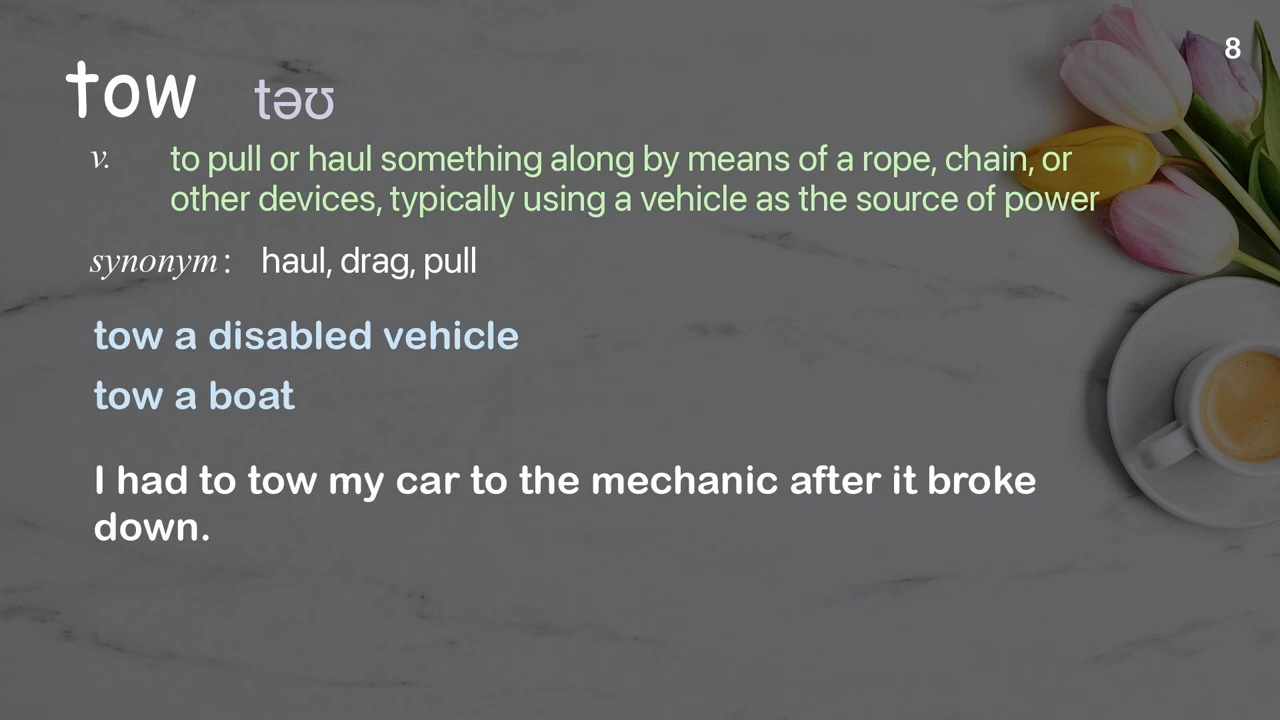 8
tow təʊ
v. to pull or haul something along by means of a rope, chain, or
other devices, typically using a vehicle as the source of power
synonym: haul, drag, pull
tow a disabled vehicle
tow a boat
I had to tow my car to the mechanic after it broke
down.